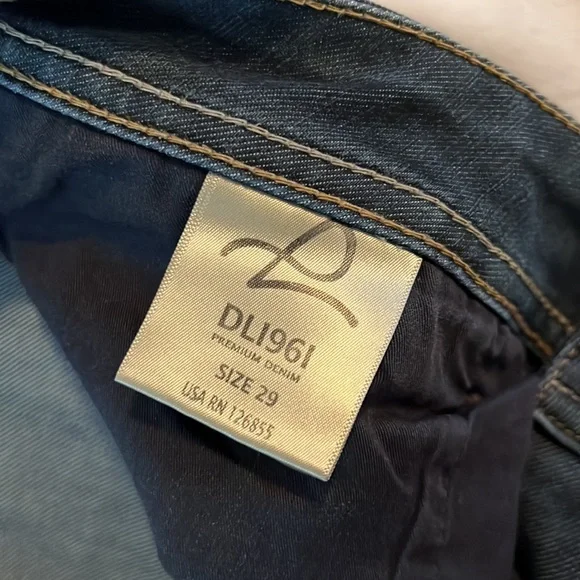 DL1961
PREMIUM DENIM
SIZE 29
USA RN 126855